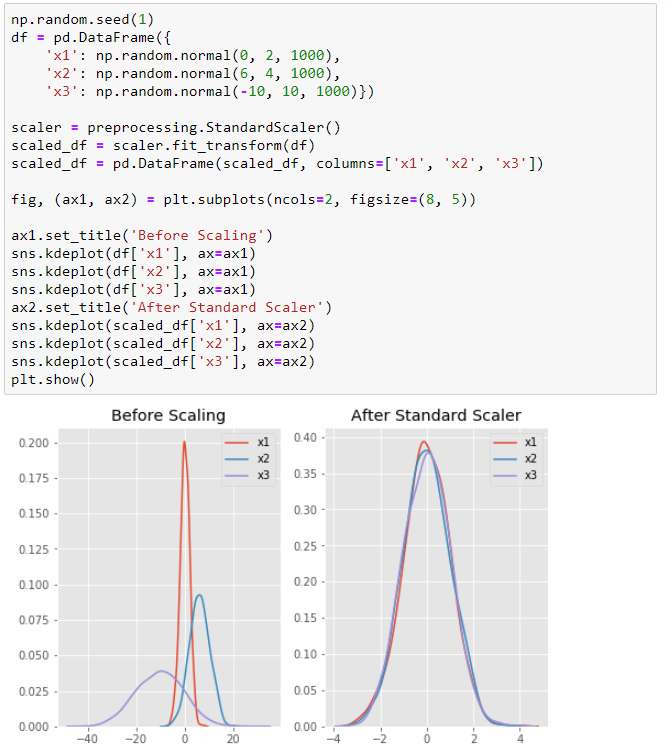 np.random.seed(1)
df = pd.DataFrame({
    'x1': np.random.normal(0, 2, 1000),
    'x2': np.random.normal(6, 4, 1000),
    'x3': np.random.normal(-10, 10, 1000)})

scaler = preprocessing.StandardScaler()
scaled_df = scaler.fit_transform(df)
scaled_df = pd.DataFrame(scaled_df, columns=['x1', 'x2', 'x3'])

fig, (ax1, ax2) = plt.subplots(ncols=2, figsize=(8, 5))

ax1.set_title('Before Scaling')
sns.kdeplot(df['x1'], ax=ax1)
sns.kdeplot(df['x2'], ax=ax1)
sns.kdeplot(df['x3'], ax=ax1)
ax2.set_title('After Standard Scaler')
sns.kdeplot(scaled_df['x1'], ax=ax2)
sns.kdeplot(scaled_df['x2'], ax=ax2)
sns.kdeplot(scaled_df['x3'], ax=ax2)
plt.show()
Before Scaling
x1
x2
x3
0.200
0.175
0.150
0.125
0.100
0.075
0.050
0.025
0.000
−40 −20 0 20
After Standard Scaler
x1
x2
x3
0.40
0.35
0.30
0.25
0.20
0.15
0.10
0.05
0.00
−4 −2 0 2 4